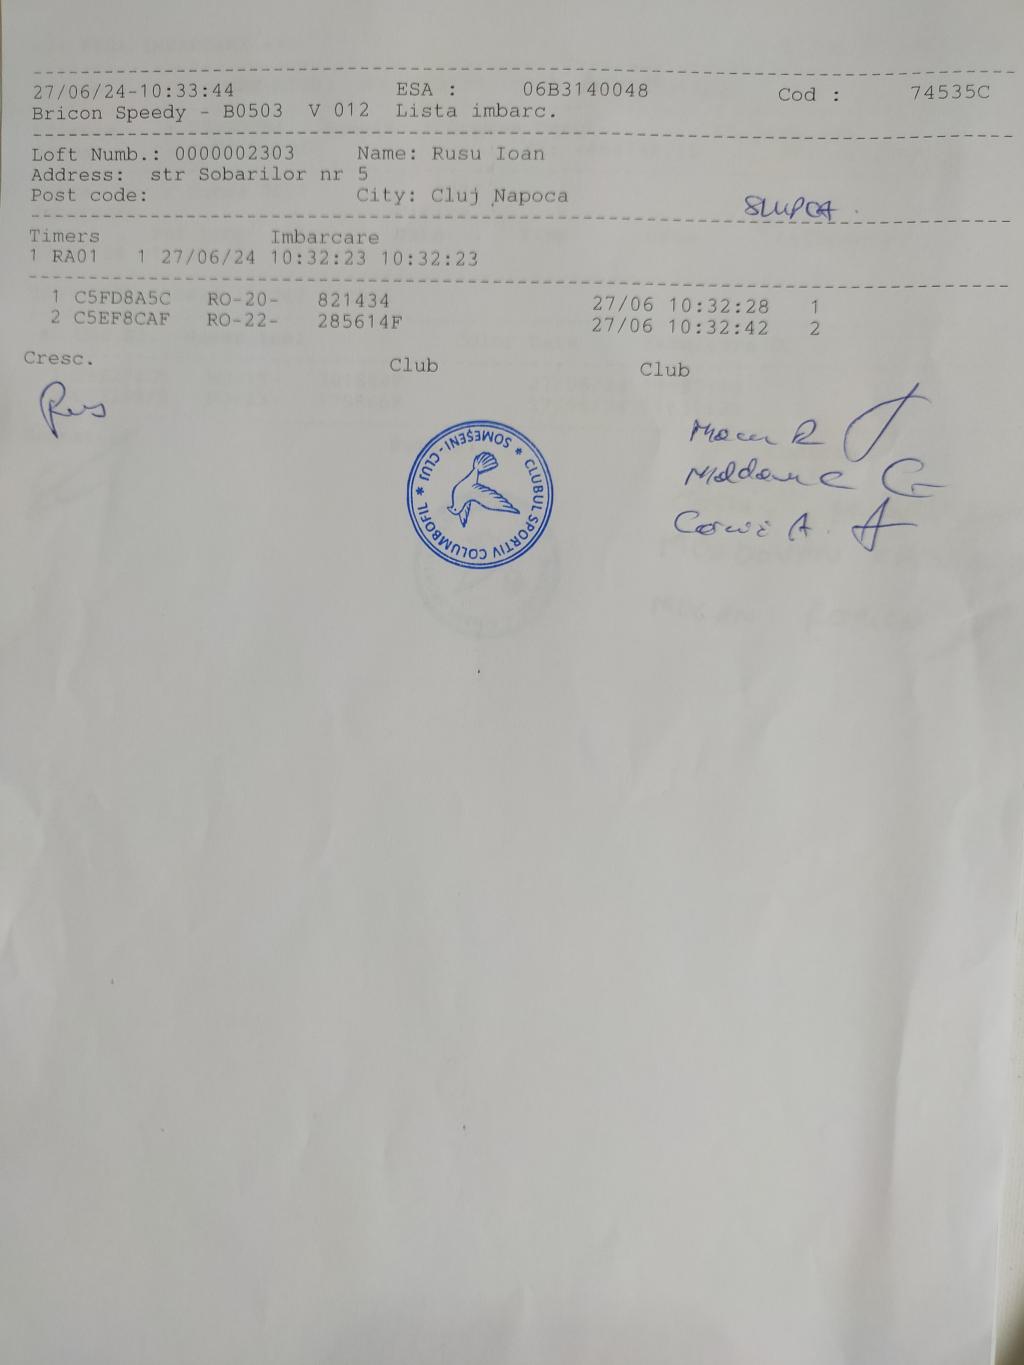 27/06/24-10:33:44 ESA : 06B3140048 Cod : 74535C
Bricon Speedy - B0503 V 012 Lista imbarc.
Loft Numb.: 0000002303 Name: Rusu Ioan
Address: str Sobarilor nr 5
Post code: City: Cluj Napoca
SLUPCA
Timers Imbarcare
1 RA01 1 27/06/24 10:32:23 10:32:23
1 C5FD8A5C RO-20- 821434 27/06 10:32:28 1
2 C5EF8CAF RO-22- 285614F 27/06 10:32:42 2
Cresc. Club Club
CLUBUL SPORTIV COLUMBOFIL * SOMEȘENI - CLUJ *